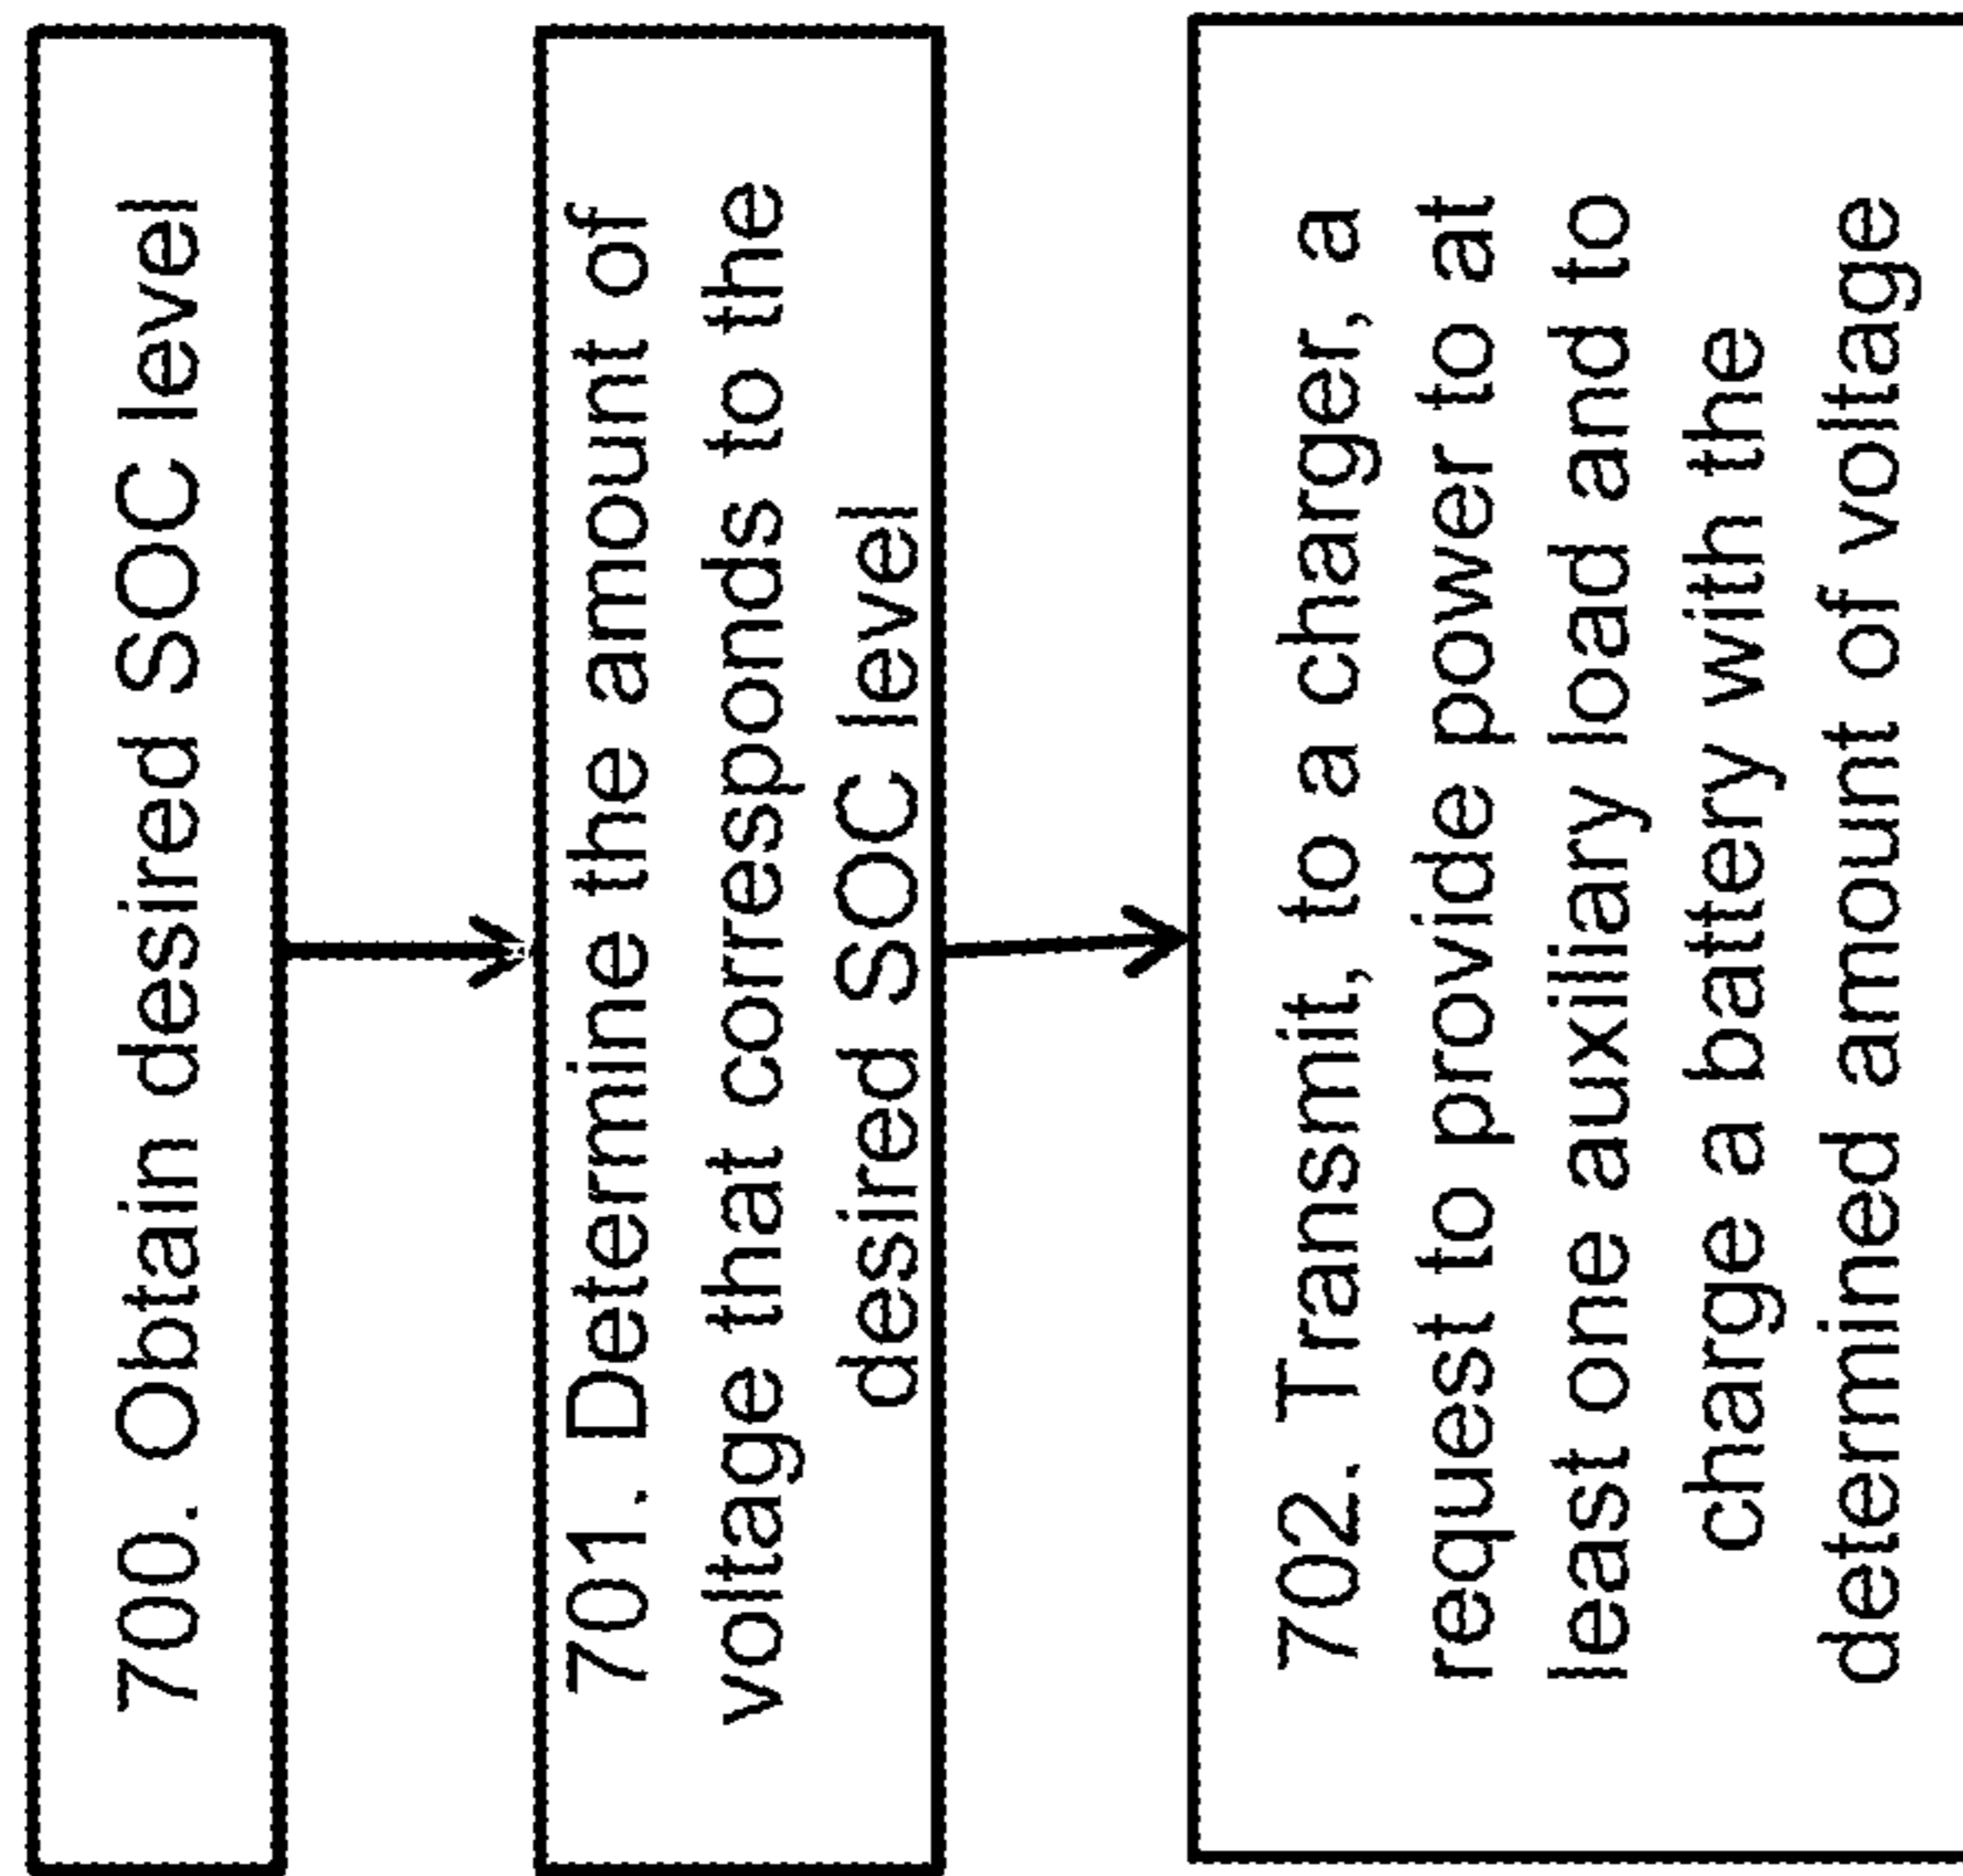 700. Obtain desired SOC level
701. Determine the amount of
voltage that corresponds to the
desired SOC level
702. Transmit, to a charger, a
request to provide power to at
least one auxiliary load and to
charge a battery with the
determined amount of voltage